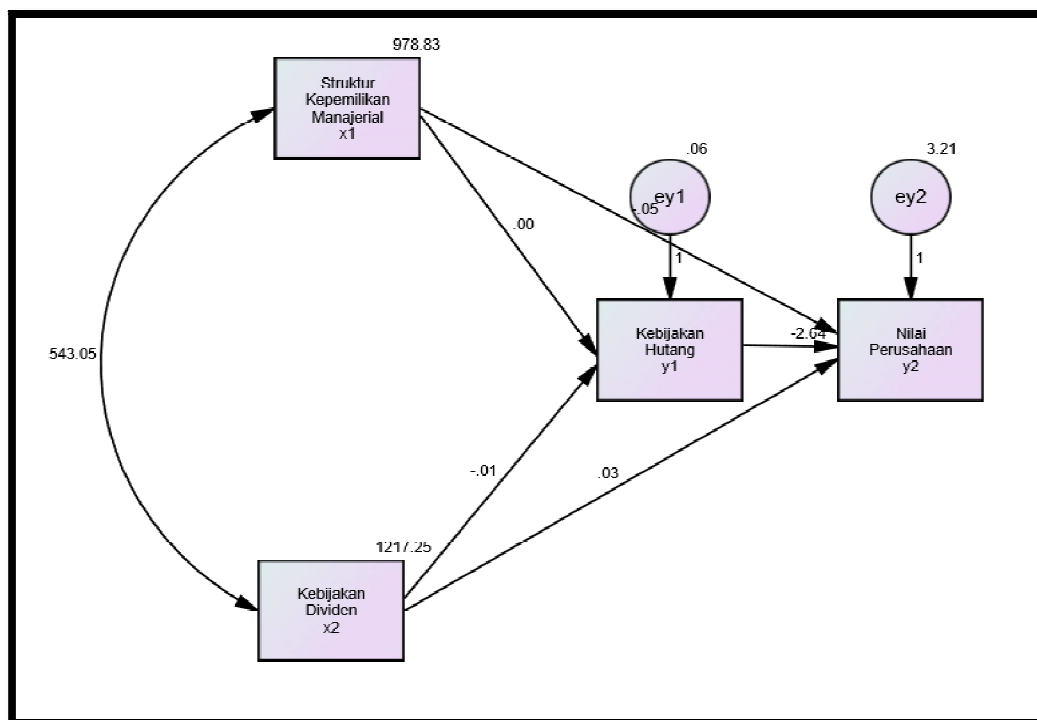 978.83
Struktur
Kepemilikan
Manajerial
x1
.06
3.21
ey1
ey2
-.05
.00
1
1
Kebijakan
Hutang
y1
-2.64
Nilai
Perusahaan
y2
543.05
-.01
.03
1217.25
Kebijakan
Dividen
x2